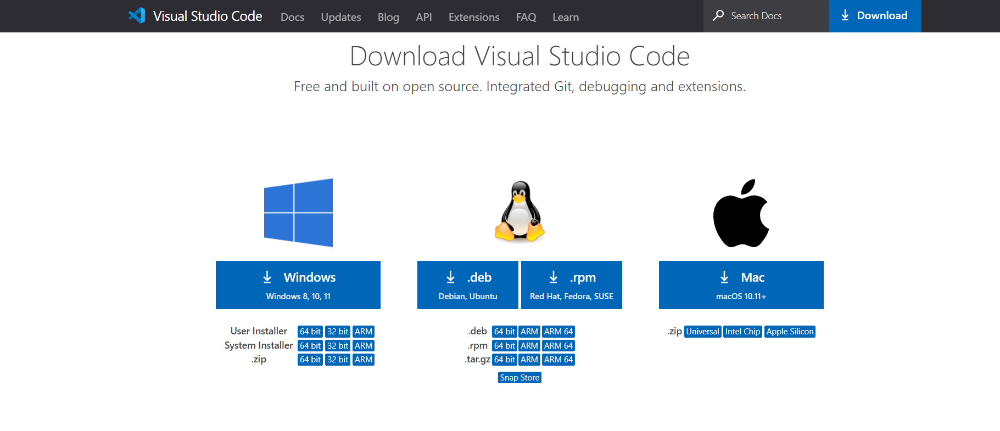 Visual Studio Code Docs Updates Blog API Extensions FAQ Learn Search Docs Download
Download Visual Studio Code
Free and built on open source. Integrated Git, debugging and extensions.
Windows
Windows 8, 10, 11
User Installer 64 bit 32 bit ARM
System Installer 64 bit 32 bit ARM
.zip 64 bit 32 bit ARM
.deb
Debian, Ubuntu
.rpm
Red Hat, Fedora, SUSE
.deb 64 bit ARM ARM 64
.rpm 64 bit ARM ARM 64
.tar.gz 64 bit ARM ARM 64
Snap Store
Mac
macOS 10.11+
.zip Universal Intel Chip Apple Silicon